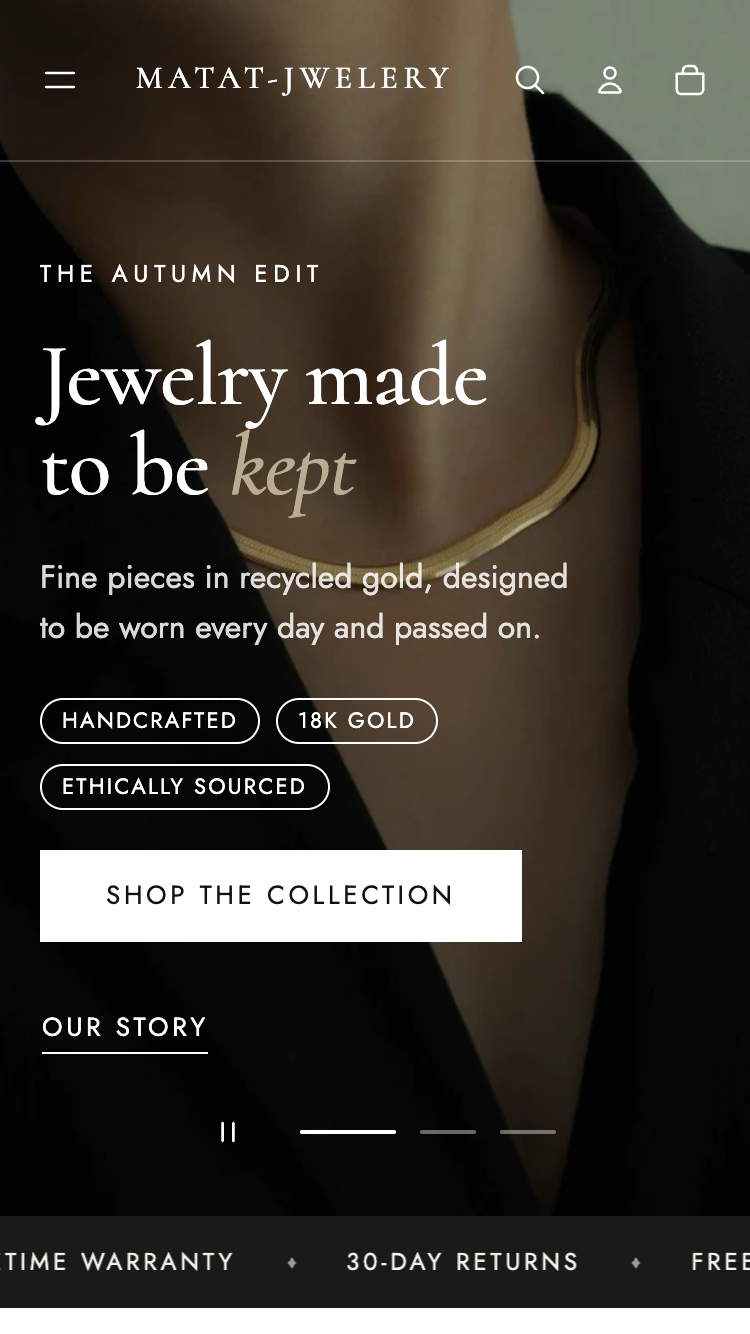 MATAT-JWELERY
THE AUTUMN EDIT
Jewelry made
to be kept
Fine pieces in recycled gold, designed
to be worn every day and passed on.
HANDCRAFTED 18K GOLD
ETHICALLY SOURCED
SHOP THE COLLECTION
OUR STORY
TIME WARRANTY ♦ 30-DAY RETURNS ♦ FREE